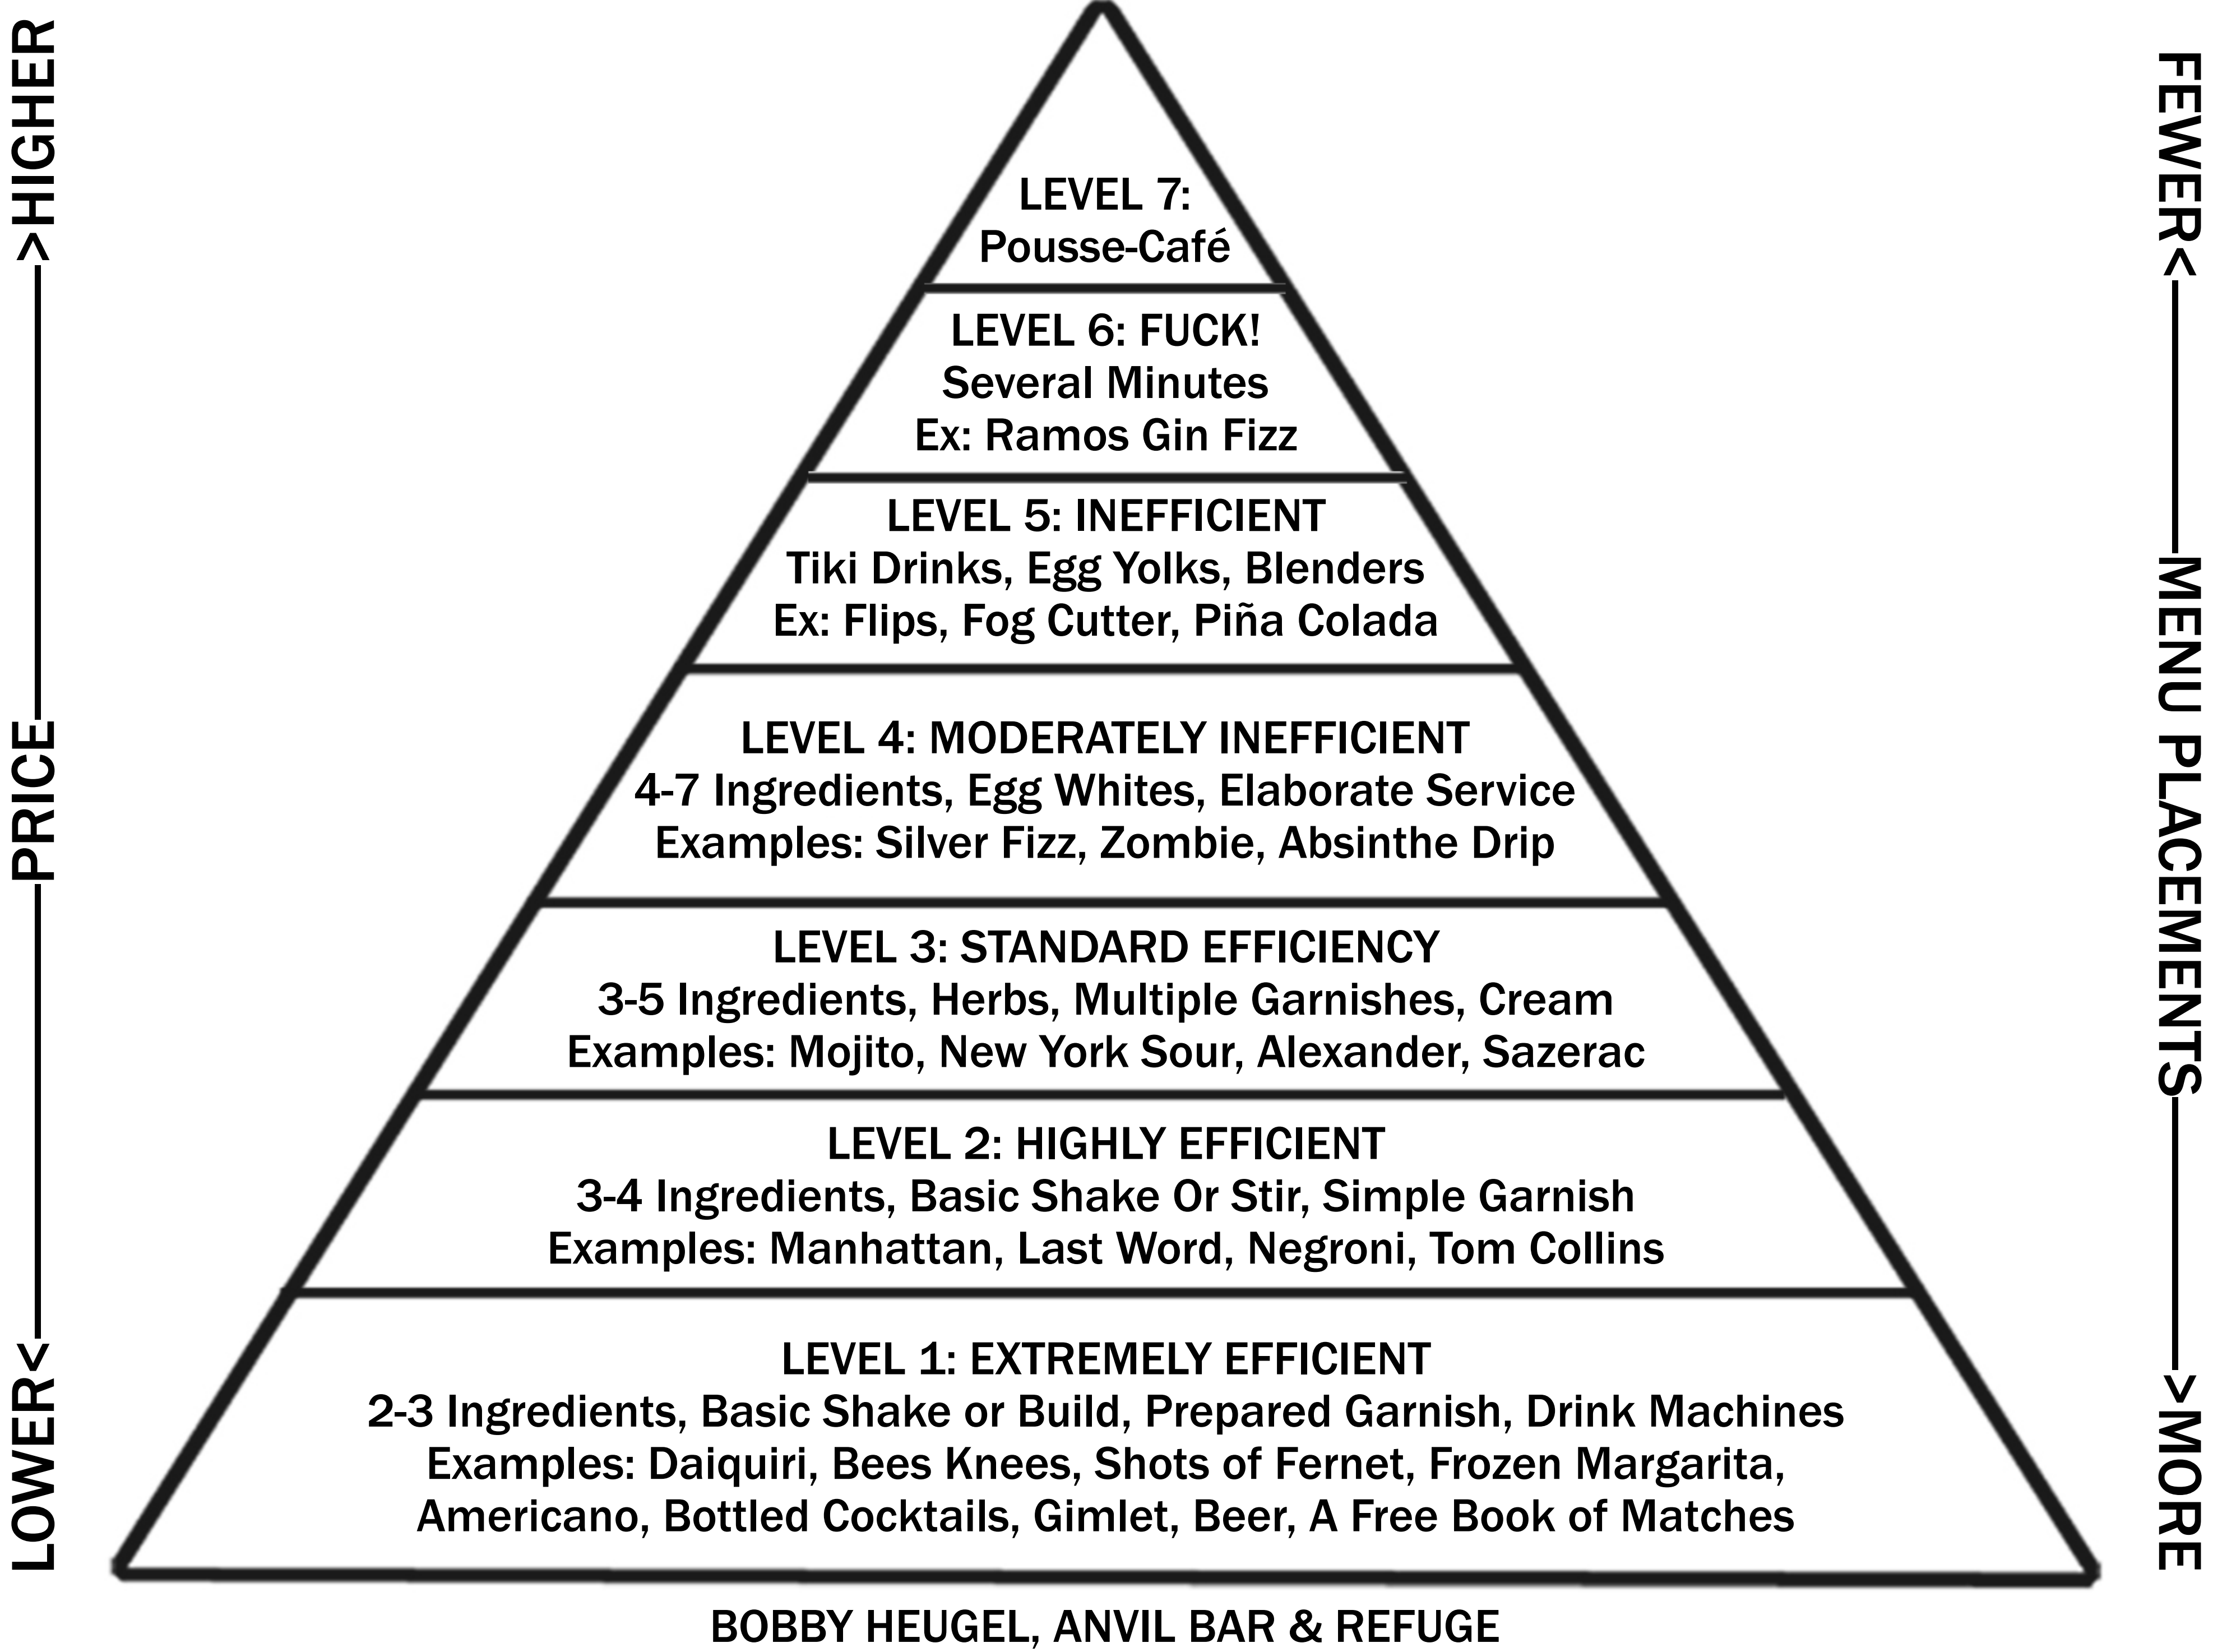 LEVEL 7:
Pousse-Café
LEVEL 6: FUCK!
Several Minutes
Ex: Ramos Gin Fizz
LEVEL 5: INEFFICIENT
Tiki Drinks, Egg Yolks, Blenders
Ex: Flips, Fog Cutter, Piña Colada
LEVEL 4: MODERATELY INEFFICIENT
4-7 Ingredients, Egg Whites, Elaborate Service
Examples: Silver Fizz, Zombie, Absinthe Drip
LEVEL 3: STANDARD EFFICIENCY
3-5 Ingredients, Herbs, Multiple Garnishes, Cream
Examples: Mojito, New York Sour, Alexander, Sazerac
LEVEL 2: HIGHLY EFFICIENT
3-4 Ingredients, Basic Shake Or Stir, Simple Garnish
Examples: Manhattan, Last Word, Negroni, Tom Collins
LEVEL 1: EXTREMELY EFFICIENT
2-3 Ingredients, Basic Shake or Build, Prepared Garnish, Drink Machines
Examples: Daiquiri, Bees Knees, Shots of Fernet, Frozen Margarita,
Americano, Bottled Cocktails, Gimlet, Beer, A Free Book of Matches
BOBBY HEUGEL, ANVIL BAR & REFUGE
LOWER<———PRICE———>HIGHER
FEWER<———MENU PLACEMENTS———>MORE